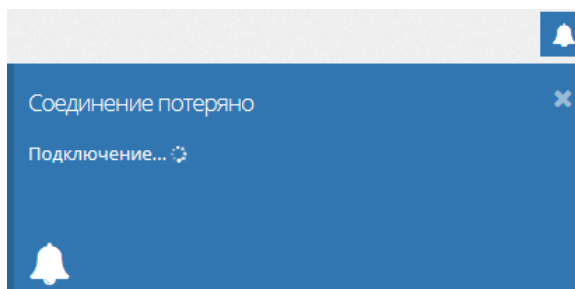 Соединение потеряно
Подключение...